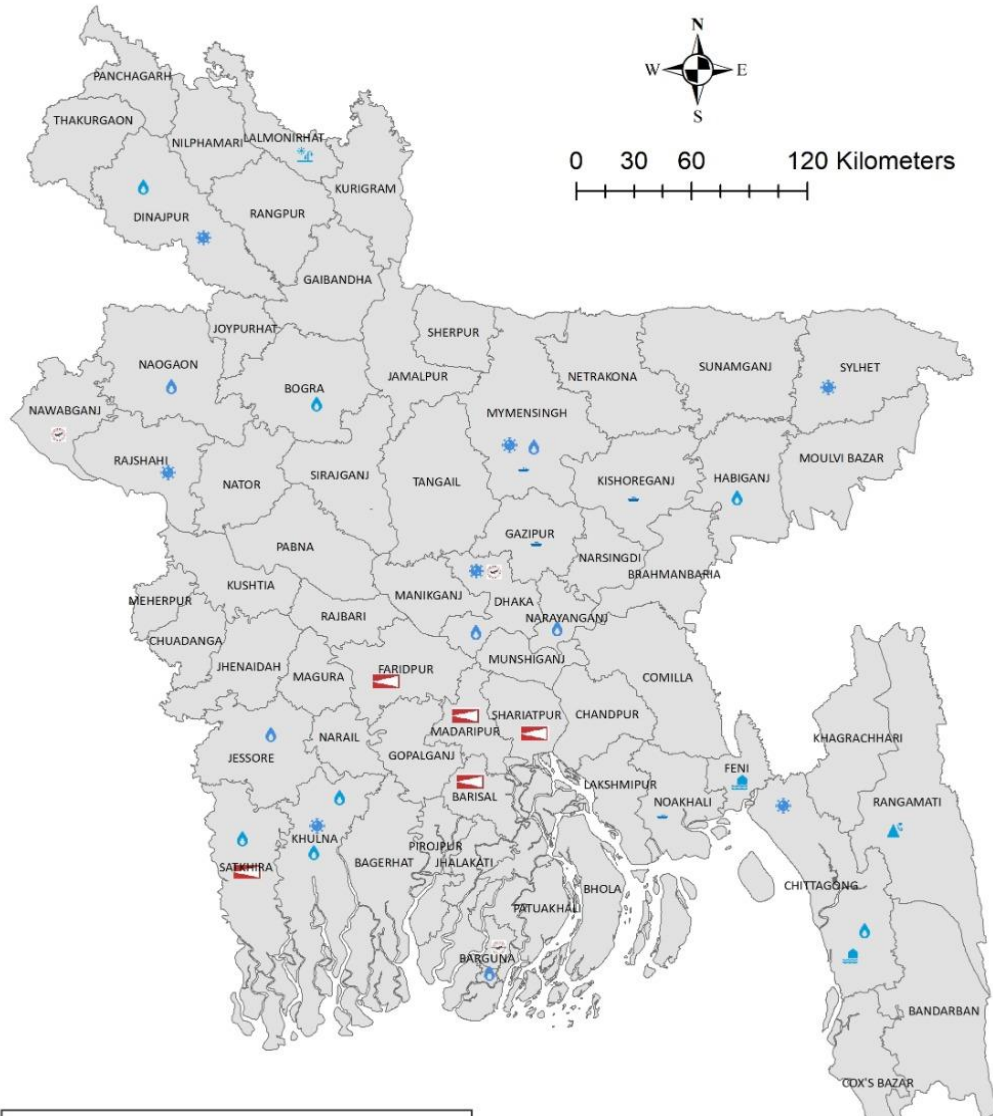 N
W E
S
0 30 60 120 Kilometers
PANCHAGARH
THAKURGAON
NILPHAMARI
LALMONIRHAT
KURIGRAM
DINAJPUR
RANGPUR
GAIBANDHA
JOYPURHAT
SHERPUR
NAOGAON
BOGRA
JAMALPUR
NETRAKONA
SUNAMGANJ
SYLHET
NAWABGANJ
MYMENSINGH
RAJSHAHI
NATOR
SIRAJGANJ
TANGAIL
KISHOREGANJ
HABIGANJ
MOULVI BAZAR
GAZIPUR
PABNA
NARSINGDI
BRAHMANBARIA
KUSHTIA
MANIKGANJ
MEHERPUR
DHAKA
RAJBARI
NARAYANGANJ
CHUADANGA
JHENAIDAH
MAGURA
FARIDPUR
MUNSHIGANJ
COMILLA
SHARIATPUR
CHANDPUR
MADARIPUR
KHAGRACHHARI
JESSORE
NARAIL
GOPALGANJ
FENI
LAKSHMIPUR
NOAKHALI
BARISAL
RANGAMATI
KHULNA
PIROJPUR
SATKHIRA
BAGERHAT
JHALAKATI
CHITTAGONG
BHOLA
PATUAKHALI
BARGUNA
BANDARBAN
COX'S BAZAR